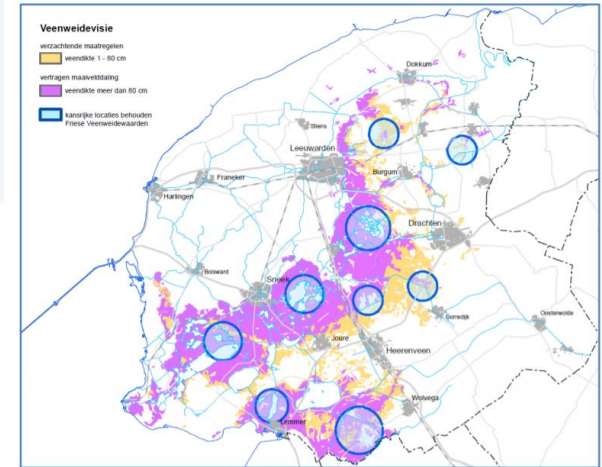 Veenweidevisie
verzachtende maatregelen
veendikte 1 - 80 cm
vertragen maaivelddaling
veendikte meer dan 80 cm
kansrijke locaties behouden
Friese Veenweidewaarden
Dokkum
Stiens
Leeuwarden
Burgum
Franeker
Harlingen
Drachten
Bolsward
Sneek
Gorredijk
Oosterwolde
Joure
Heerenveen
Wolvega
Lemmer